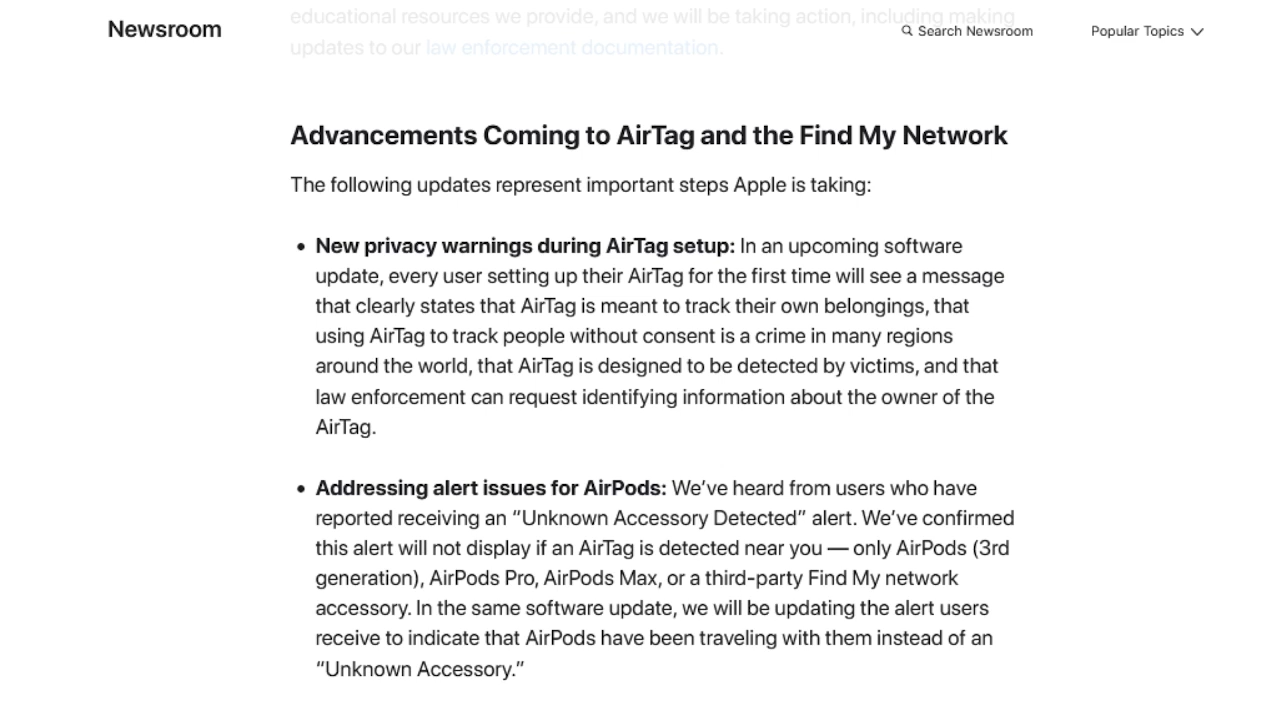 educational resources we provide, and we will be taking action, including making
Newsroom
Search Newsroom
Popular Topics
updates to our law enforcement documentation.
Advancements Coming to AirTag and the Find My Network
The following updates represent important steps Apple is taking:
• New privacy warnings during AirTag setup: In an upcoming software
update, every user setting up their AirTag for the first time will see a message
that clearly states that AirTag is meant to track their own belongings, that
using AirTag to track people without consent is a crime in many regions
around the world, that AirTag is designed to be detected by victims, and that
law enforcement can request identifying information about the owner of the
AirTag.
• Addressing alert issues for AirPods: We’ve heard from users who have
reported receiving an “Unknown Accessory Detected” alert. We’ve confirmed
this alert will not display if an AirTag is detected near you — only AirPods (3rd
generation), AirPods Pro, AirPods Max, or a third-party Find My network
accessory. In the same software update, we will be updating the alert users
receive to indicate that AirPods have been traveling with them instead of an
“Unknown Accessory.”